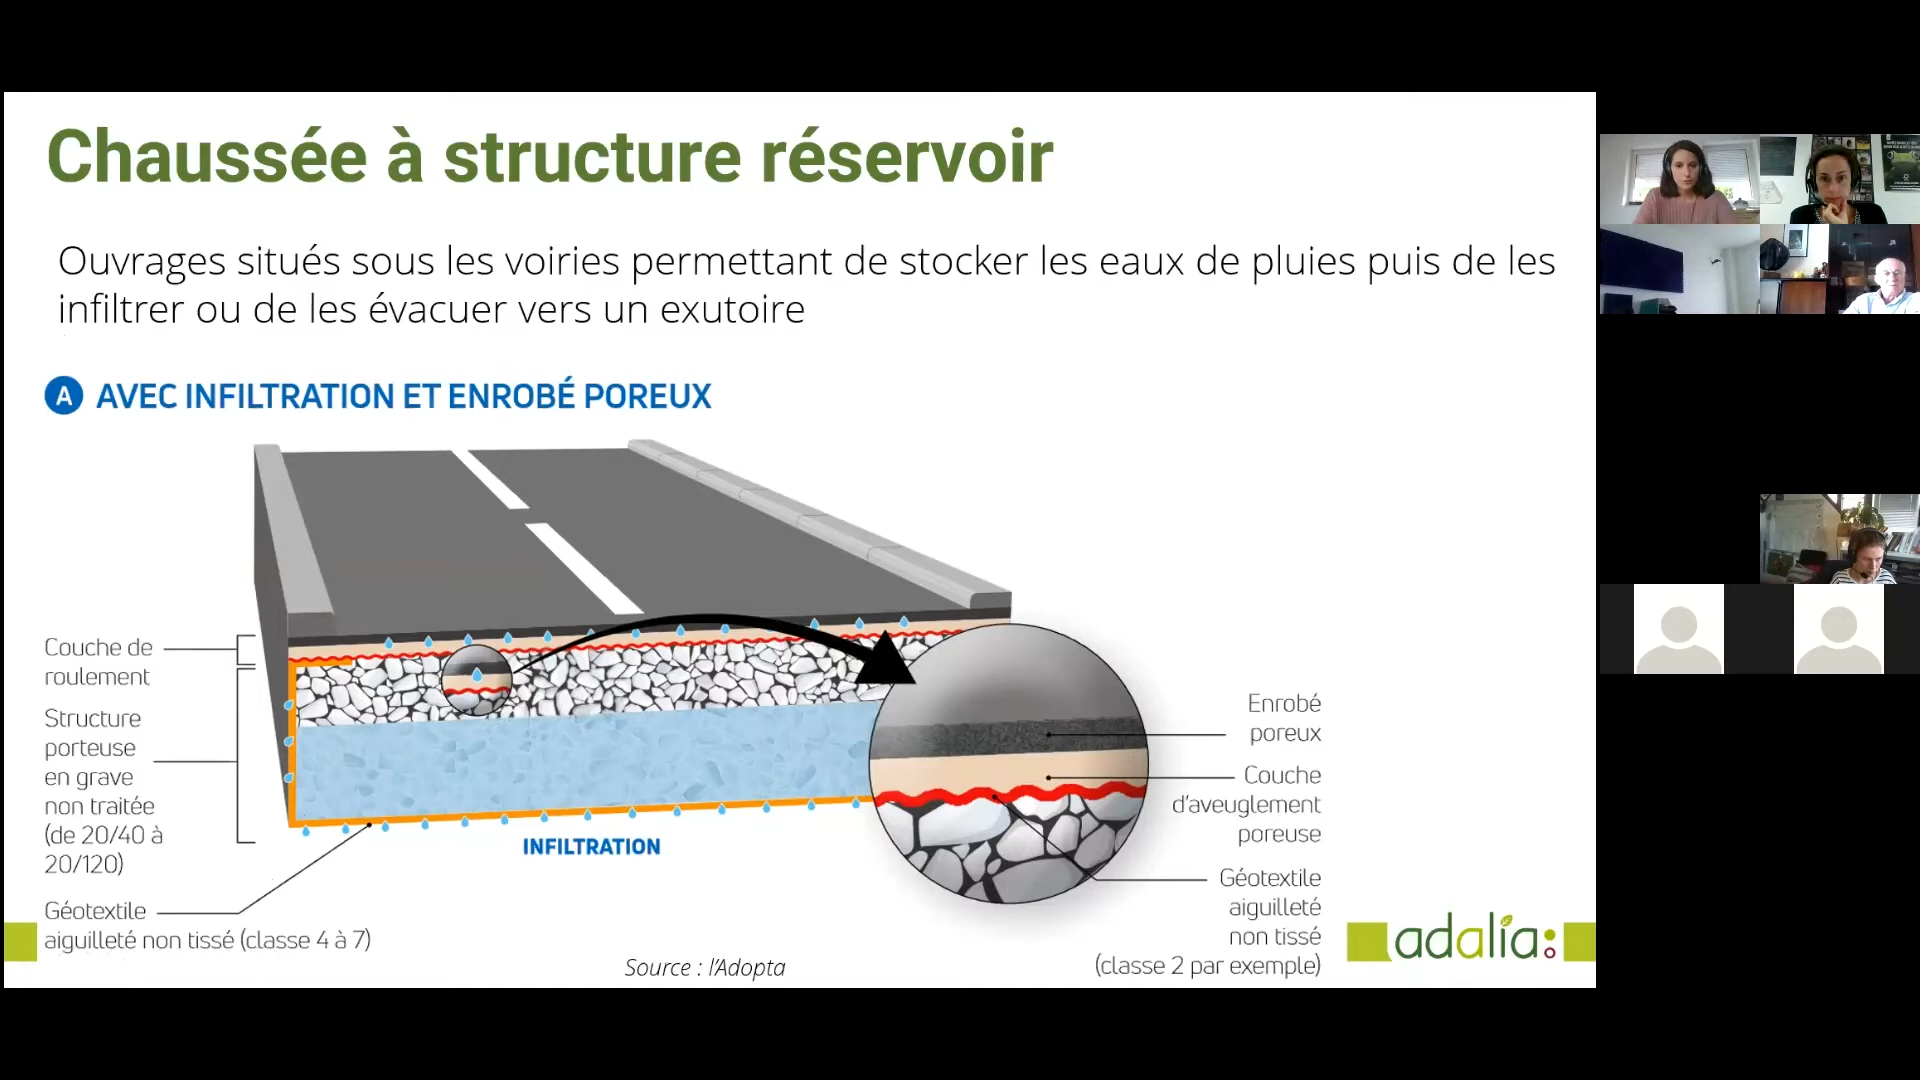 Chaussée à structure réservoir
Ouvrages situés sous les voiries permettant de stocker les eaux de pluies puis de les
infiltrer ou de les évacuer vers un exutoire
A AVEC INFILTRATION ET ENROBÉ POREUX
Couche de
roulement
Structure
porteuse
en grave
non traitée
(de 20/40 à
20/120)
Géotextile
aiguilleté non tissé (classe 4 à 7)
INFILTRATION
Enrobé
poreux
Couche
d'aveuglement
poreuse
Géotextile
aiguilleté
non tissé
(classe 2 par exemple)
Source : l'Adopta
adalia